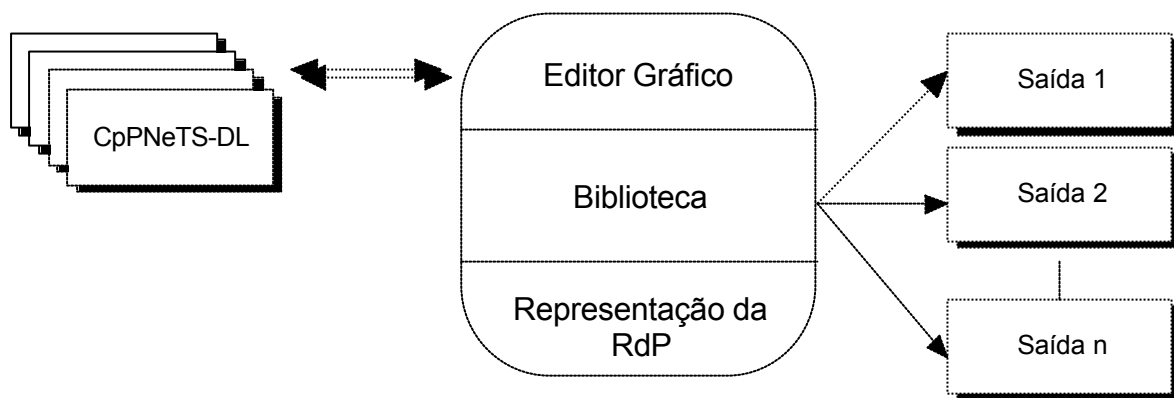 CpPNeTS-DL
Editor Gráfico
Biblioteca
Representação da
RdP
Saída 1
Saída 2
Saída n